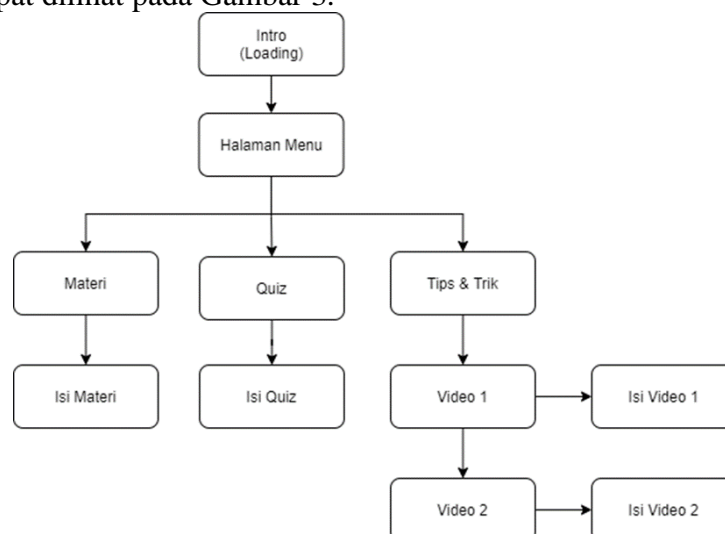 pat dilihat pada Gambar 3.
Intro
(Loading)
Halaman Menu
Materi
Quiz
Tips & Trik
Isi Materi
Isi Quiz
Video 1
Isi Video 1
Video 2
Isi Video 2